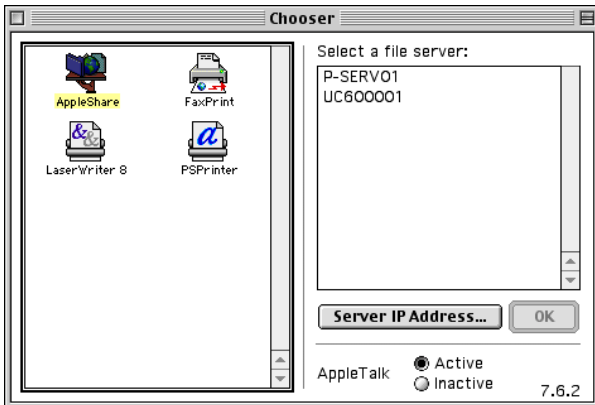 Chooser
AppleShare
FaxPrint
LaserWriter 8
PSPrinter
Select a file server:
P-SERV01
UC600001
Server IP Address...
OK
AppleTalk
Active
Inactive
7.6.2